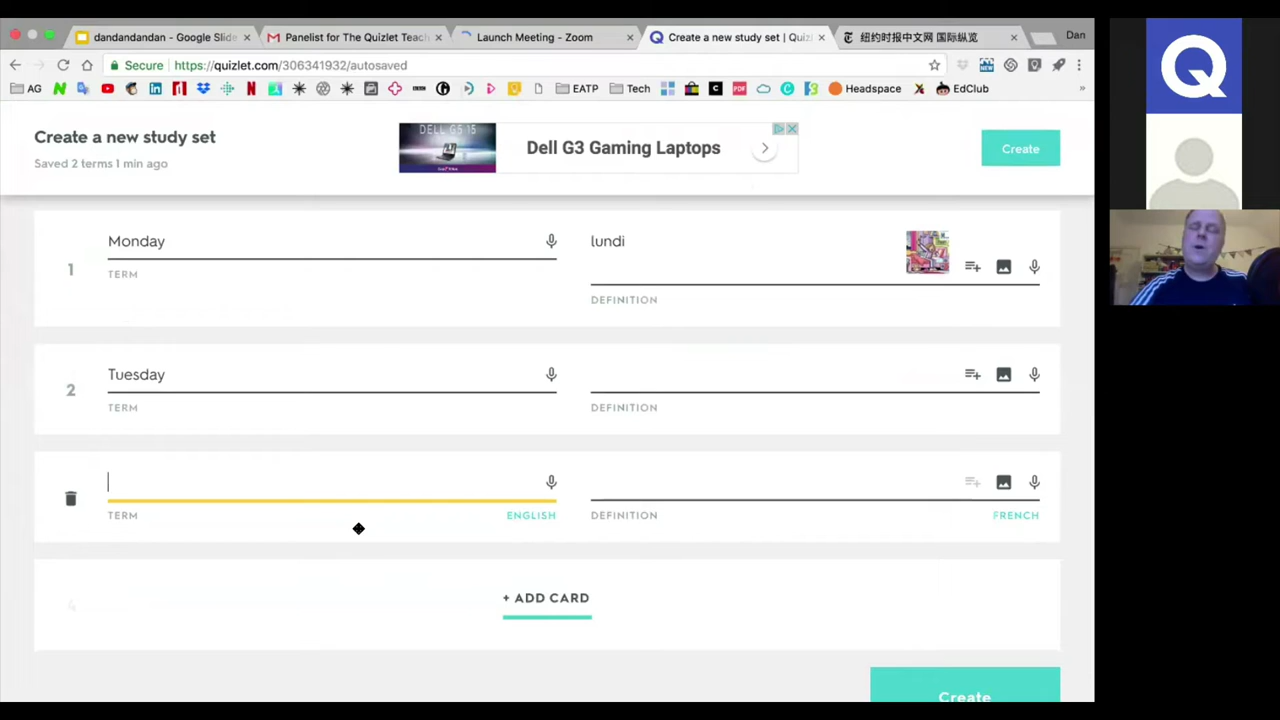 dandandandan - Google Slide
Panelist for The Quizlet Teach
Launch Meeting - Zoom
Create a new study set | Quiz
纽约时报中文网 国际纵览
Dan
Secure
https://quizlet.com/306341932/autosaved
AG
EATP
Tech
Headspace
EdClub
»
Create a new study set
Saved 2 terms 1 min ago
DELL G5 15
Dell G3 Gaming Laptops
Create
1
Monday
TERM
lundi
DEFINITION
2
Tuesday
TERM
DEFINITION
TERM
ENGLISH
DEFINITION
FRENCH
4
+ ADD CARD
Create